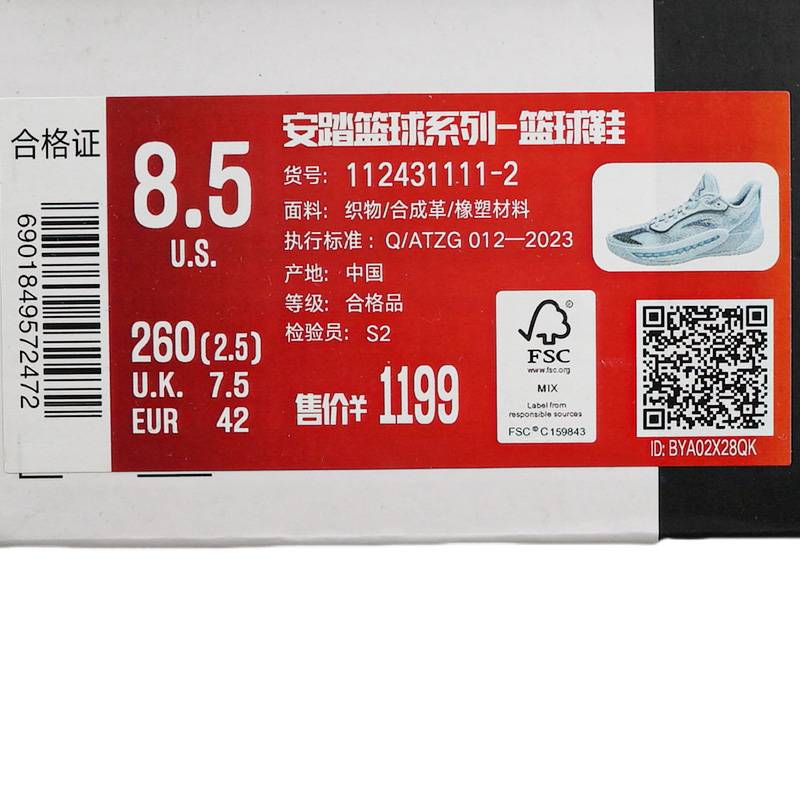 合格证
6901849572472
8.5
U.S.
260(2.5)
U.K. 7.5
EUR 42
安踏篮球系列-篮球鞋
货号: 112431111-2
面料: 织物/合成革/橡塑材料
执行标准: Q/ATZG 012—2023
产地: 中国
等级: 合格品
检验员: S2
售价¥ 1199
FSC
www.fsc.org
MIX
Label from
responsible sources
FSC® C159843
ID: BYA02X28QK